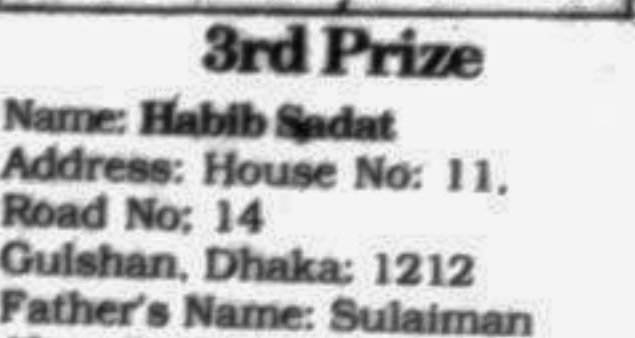 3rd Prize
Name: Habib Sadat
Address: House No: 11,
Road No: 14
Gulshan, Dhaka: 1212
Father's Name: Sulaiman